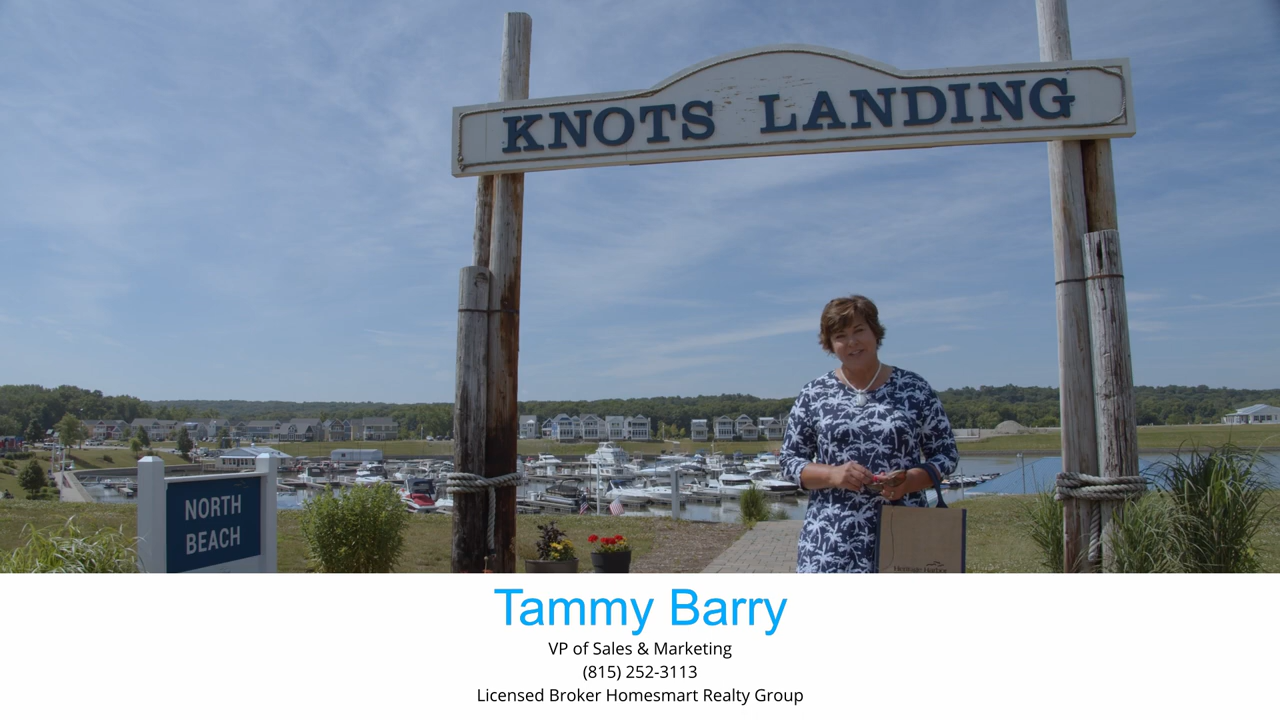 KNOTS LANDING
NORTH
BEACH
Tammy Barry
VP of Sales & Marketing
(815) 252-3113
Licensed Broker Homesmart Realty Group